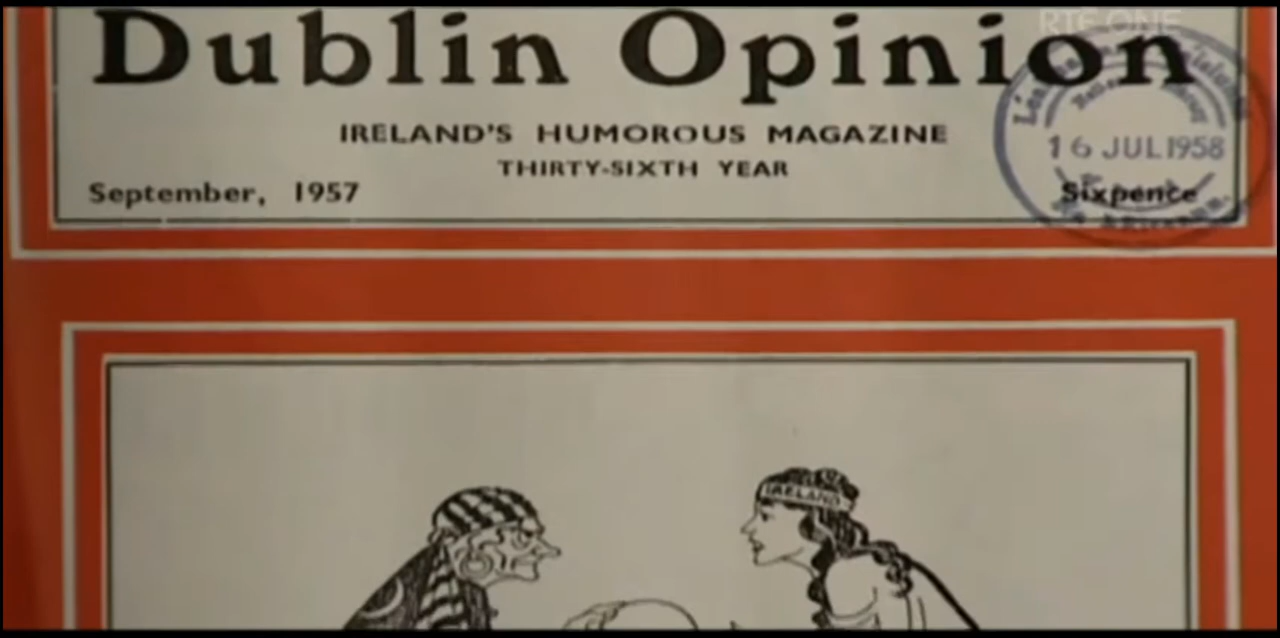 RTÉ ONE
Dublin Opinion
IRELAND'S HUMOROUS MAGAZINE
THIRTY-SIXTH YEAR
September, 1957
16 JUL 1958
Sixpence
IRELAND